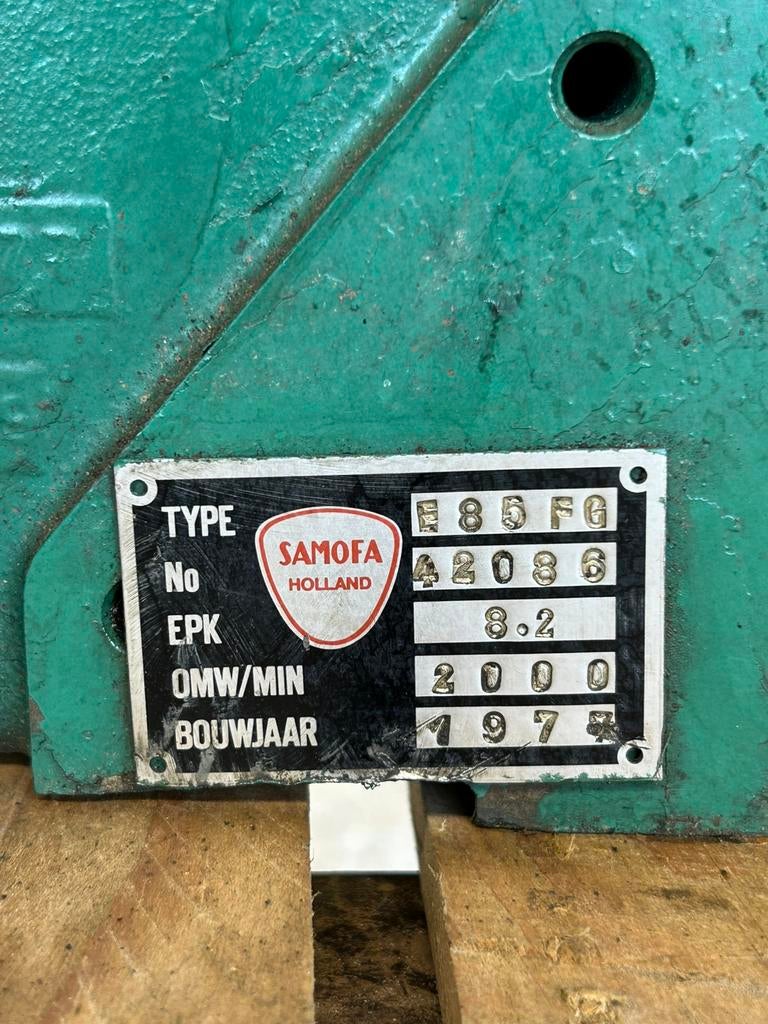 TYPE E85FG
SAMOFA
HOLLAND
No 42086
EPK 8.2
OMW/MIN 2000
BOUWJAAR